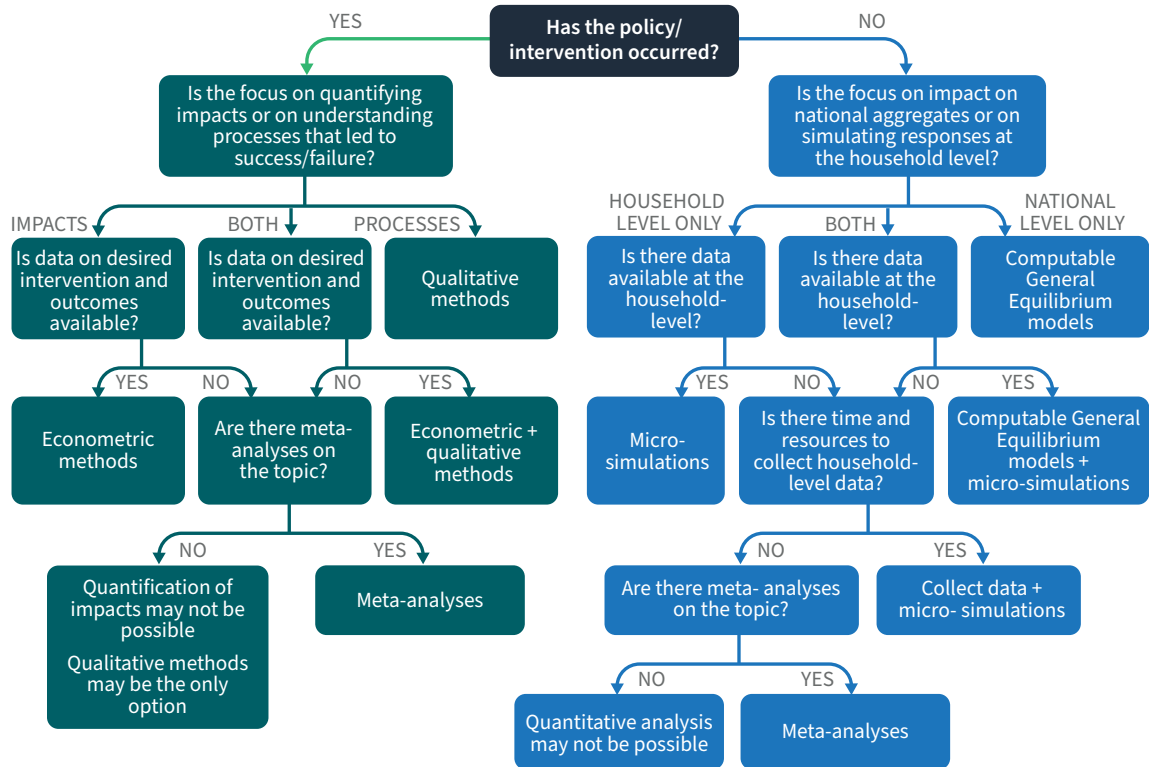 Has the policy/
intervention occurred?
YES
NO
Is the focus on quantifying
impacts or on understanding
processes that led to
success/failure?
Is the focus on impact on
national aggregates or on
simulating responses at
the household level?
IMPACTS
BOTH
PROCESSES
HOUSEHOLD
LEVEL ONLY
BOTH
NATIONAL
LEVEL ONLY
Is data on desired
intervention and
outcomes
available?
Is data on desired
intervention and
outcomes
available?
Qualitative
methods
Is there data
available at the
household-
level?
Is there data
available at the
household-
level?
Computable
General
Equilibrium
models
YES
NO
NO
YES
YES
NO
NO
YES
Econometric
methods
Are there meta-
analyses on
the topic?
Econometric +
qualitative
methods
Micro-
simulations
Is there time and
resources to
collect household-
level data?
Computable General
Equilibrium
models +
micro-simulations
NO
YES
NO
YES
Quantification of
impacts may not be
possible
Qualitative methods
may be the only
option
Meta-analyses
Are there meta- analyses
on the topic?
Collect data +
micro- simulations
NO
YES
Quantitative analysis
may not be possible
Meta-analyses